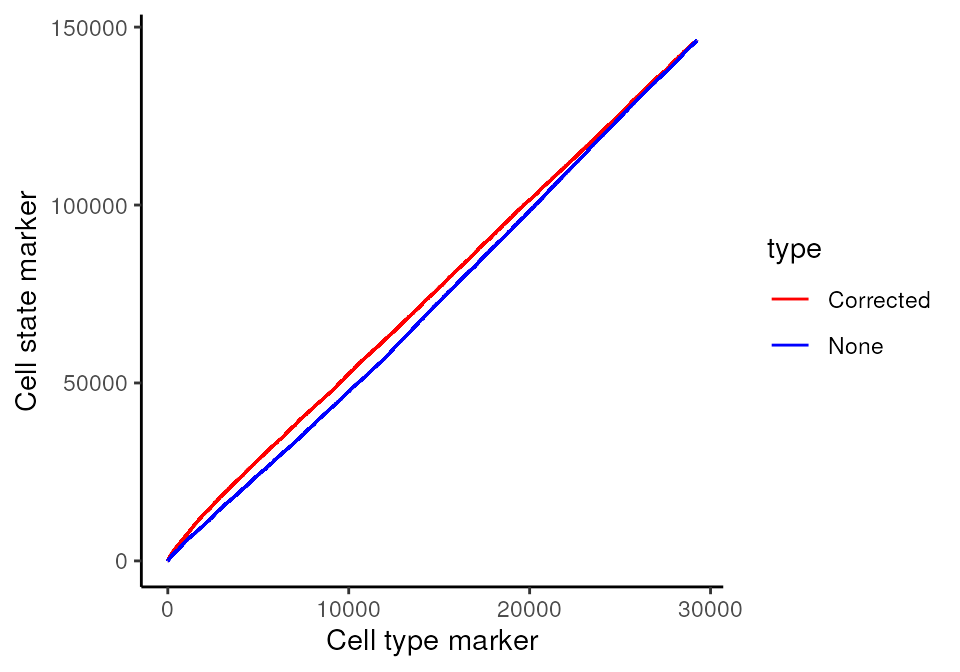 150000
100000
50000
0
Cell state marker
0 10000 20000 30000
Cell type marker
type
Corrected
None